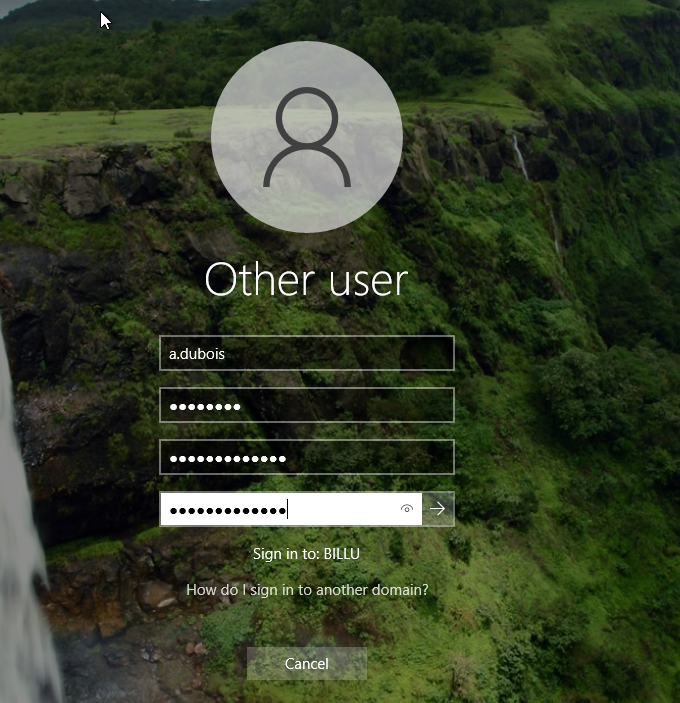 Other user
a.dubois
••••••••
•••••••••••••
•••••••••••••
Sign in to: BILLU
How do I sign in to another domain?
Cancel